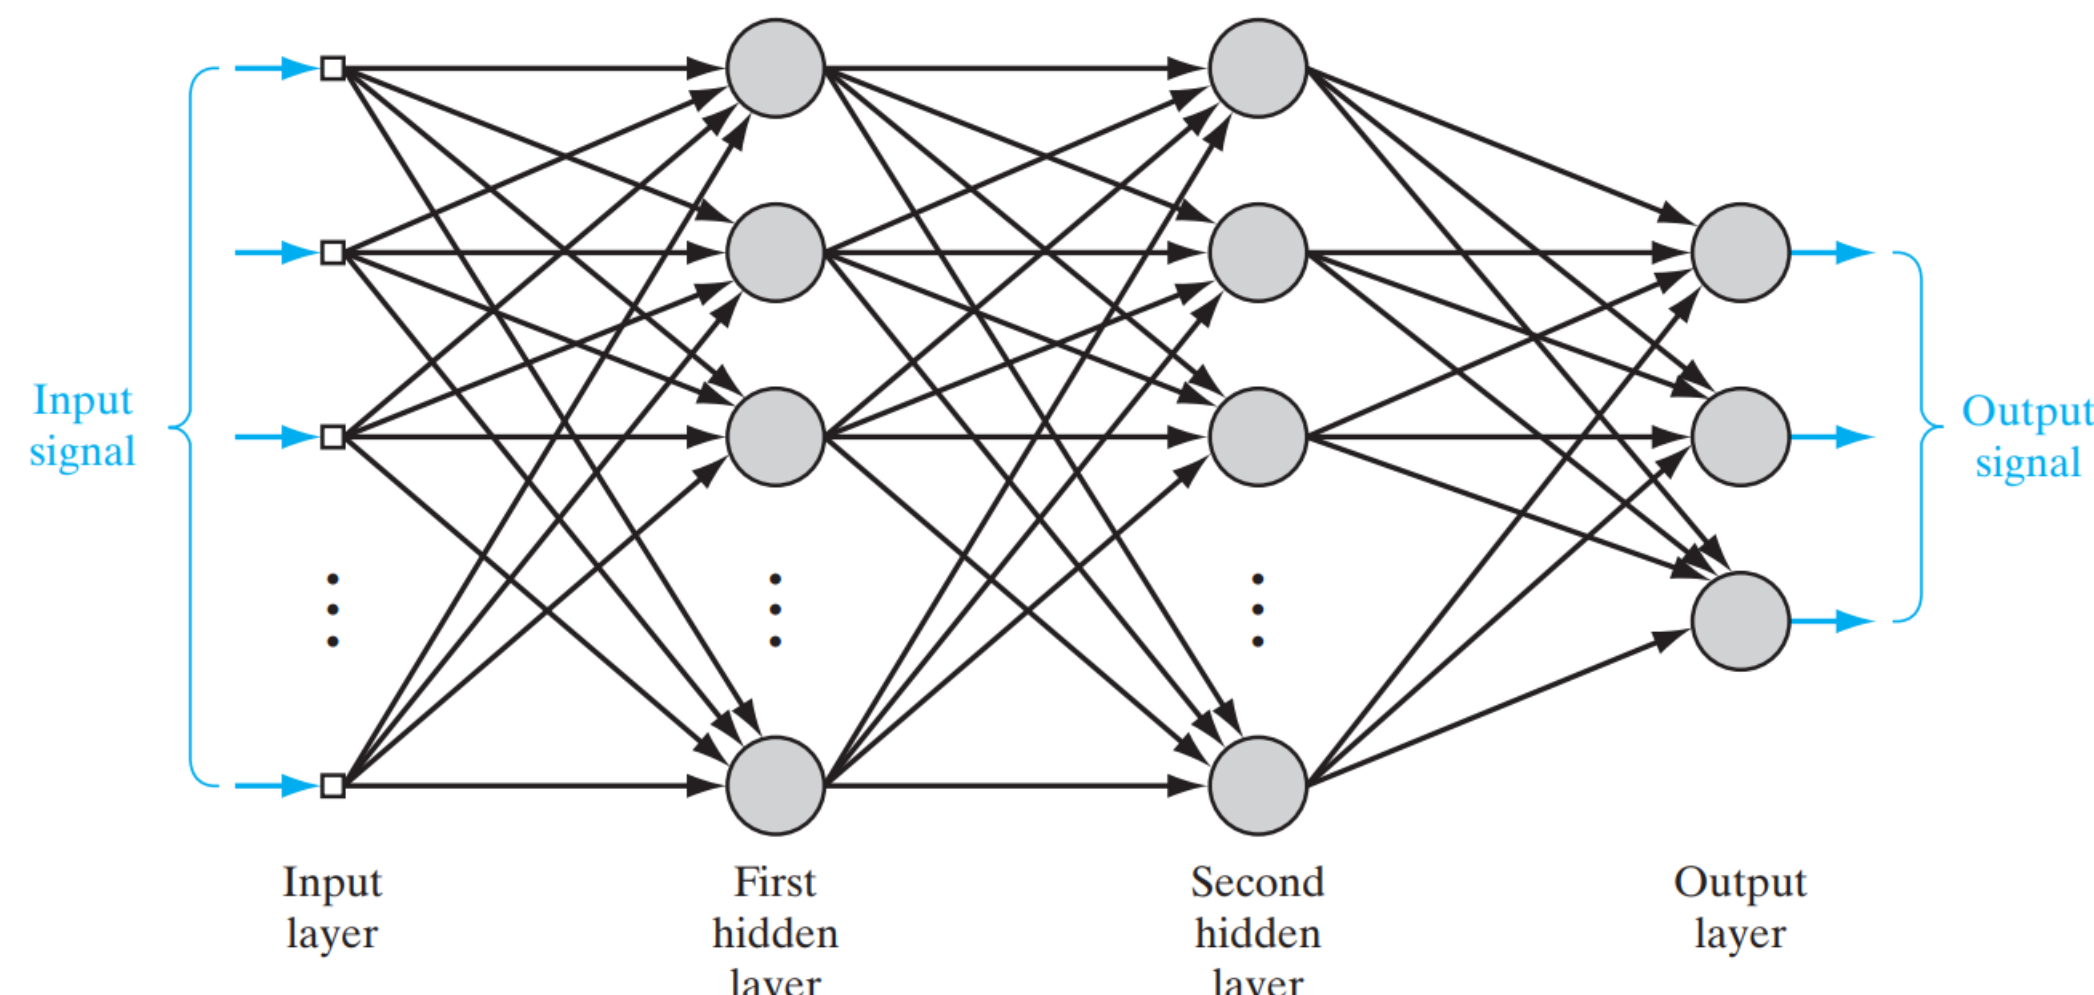 Input
signal
Output
signal
Input
layer
First
hidden
layer
Second
hidden
layer
Output
layer